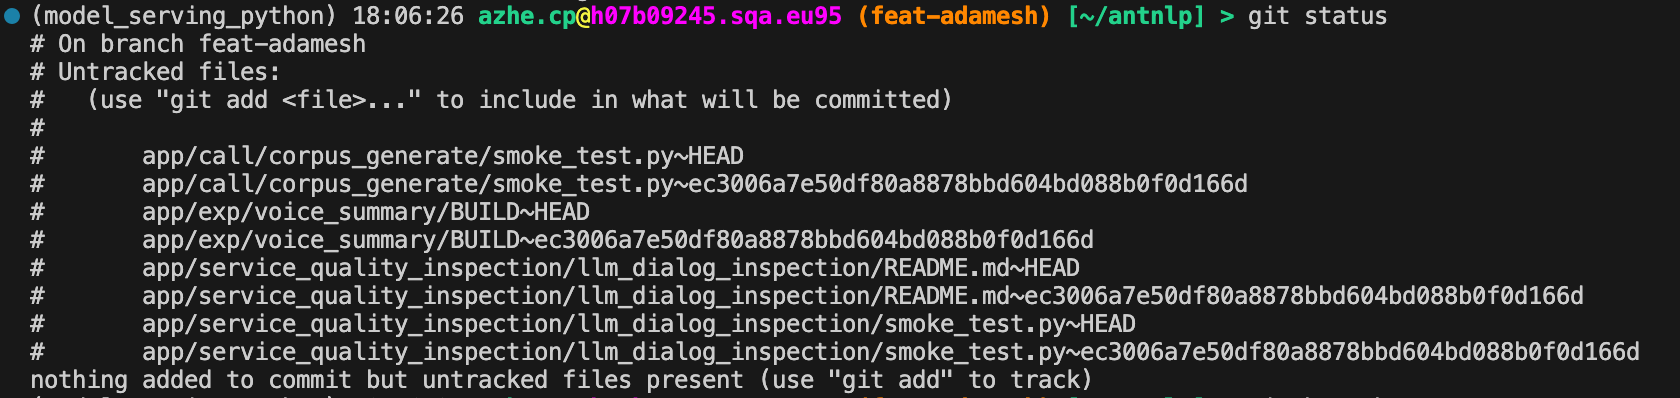 (model_serving_python) 18:06:26 azhe.cp@h07b09245.sqa.eu95 (feat-adamesh) [~/antnlp] > git status
# On branch feat-adamesh
# Untracked files:
#   (use "git add <file>..." to include in what will be committed)
#
#       app/call/corpus_generate/smoke_test.py~HEAD
#       app/call/corpus_generate/smoke_test.py~ec3006a7e50df80a8878bbd604bd088b0f0d166d
#       app/exp/voice_summary/BUILD~HEAD
#       app/exp/voice_summary/BUILD~ec3006a7e50df80a8878bbd604bd088b0f0d166d
#       app/service_quality_inspection/llm_dialog_inspection/README.md~HEAD
#       app/service_quality_inspection/llm_dialog_inspection/README.md~ec3006a7e50df80a8878bbd604bd088b0f0d166d
#       app/service_quality_inspection/llm_dialog_inspection/smoke_test.py~HEAD
#       app/service_quality_inspection/llm_dialog_inspection/smoke_test.py~ec3006a7e50df80a8878bbd604bd088b0f0d166d
nothing added to commit but untracked files present (use "git add" to track)